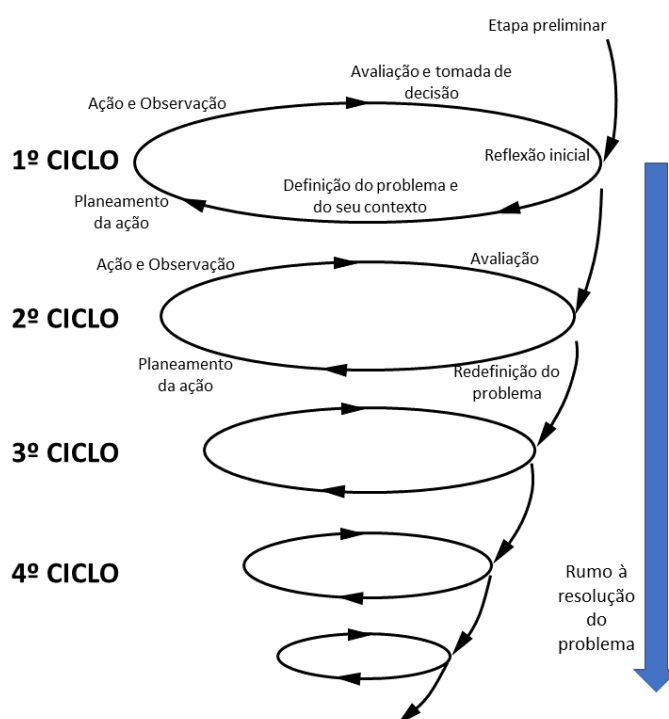 Etapa preliminar
Avaliação e tomada de
decisão
Ação e Observação
1º CICLO
Reflexão inicial
Definição do problema e
do seu contexto
Planeamento
da ação
Ação e Observação
Avaliação
2º CICLO
Planeamento
da ação
Redefinição do
problema
3º CICLO
4º CICLO
Rumo à
resolução
do
problema